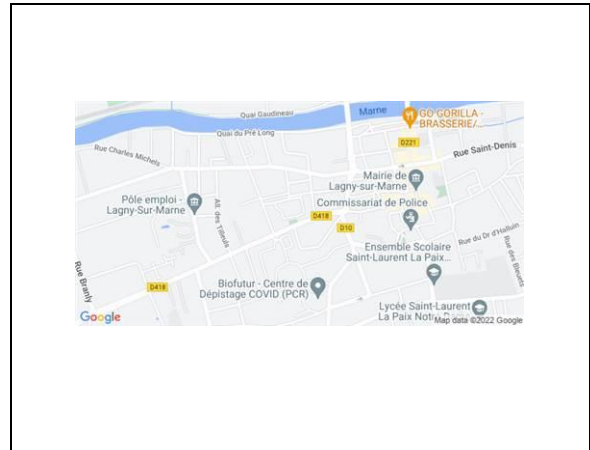 Quai Gaudineau
Marne
GO GORILLA -
BRASSERIE/...
Quai du Pré Long
D221
Rue Charles Michels
Rue Saint-Denis
Mairie de
Lagny-sur-Marne
Pôle emploi -
Lagny-Sur-Marne
All. des Tilleuls
Commissariat de Police
D418
D10
Ensemble Scolaire
Saint-Laurent La Paix...
Rue du Dr d'Halluin
Rue des Bleuets
Rue Branly
D418
Biofutur - Centre de
Dépistage COVID (PCR)
Lycée Saint-Laurent
La Paix Notre
Google
Map data ©2022 Google